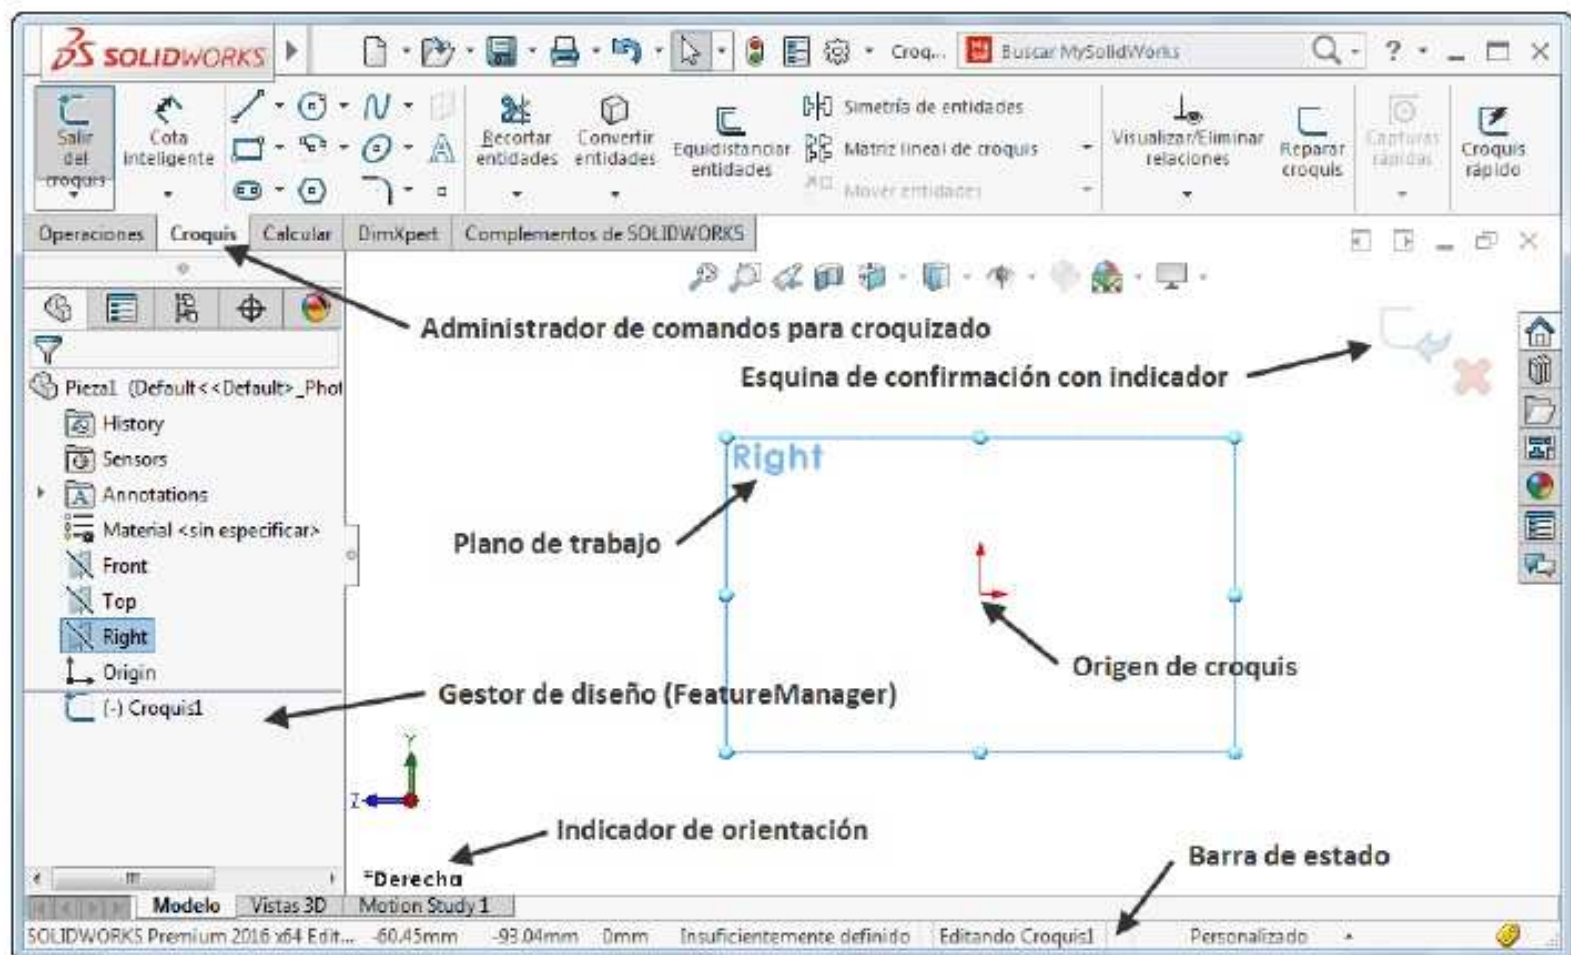 SOLIDWORKS
Croq...
Buscar MySolidWorks
?
Salir del croquis
Cota inteligente
Recortar entidades
Convertir entidades
Equidistanciar entidades
Simetría de entidades
Matriz lineal de croquis
Mover entidades
Visualizar/Eliminar relaciones
Reparar croquis
Capturas rápidas
Croquis rápido
Operaciones
Croquis
Calcular
DimXpert
Complementos de SOLIDWORKS
Administrador de comandos para croquizado
Esquina de confirmación con indicador
Pieza1 (Default<<Default>_Phot
History
Sensors
Annotations
Material <sin especificar>
Front
Top
Right
Origin
(-) Croquis1
Right
Plano de trabajo
Origen de croquis
Gestor de diseño (FeatureManager)
Y
Z
Indicador de orientación
*Derecha
Barra de estado
Modelo
Vistas 3D
Motion Study 1
SOLIDWORKS Premium 2016 x64 Edit...
-60.45mm
-93.04mm
0mm
Insuficientemente definido
Editando Croquis1
Personalizado